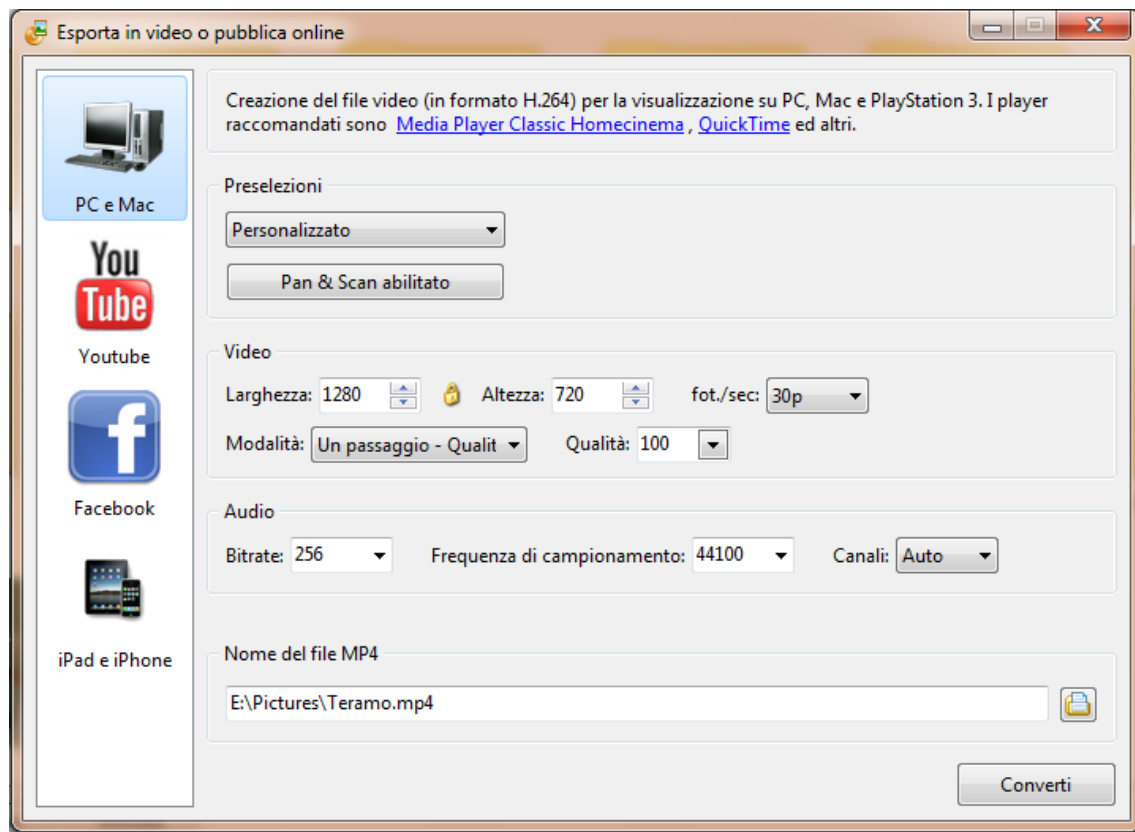 Esporta in video o pubblica online
PC e Mac
You
Tube
Youtube
f
Facebook
iPad e iPhone
Creazione del file video (in formato H.264) per la visualizzazione su PC, Mac e PlayStation 3. I player
raccomandati sono Media Player Classic Homecinema , QuickTime ed altri.
Preselezioni
Personalizzato
Pan & Scan abilitato
Video
Larghezza: 1280 Altezza: 720 fot./sec: 30p
Modalità: Un passaggio - Qualit Qualità: 100
Audio
Bitrate: 256 Frequenza di campionamento: 44100 Canali: Auto
Nome del file MP4
E:\Pictures\Teramo.mp4
Converti